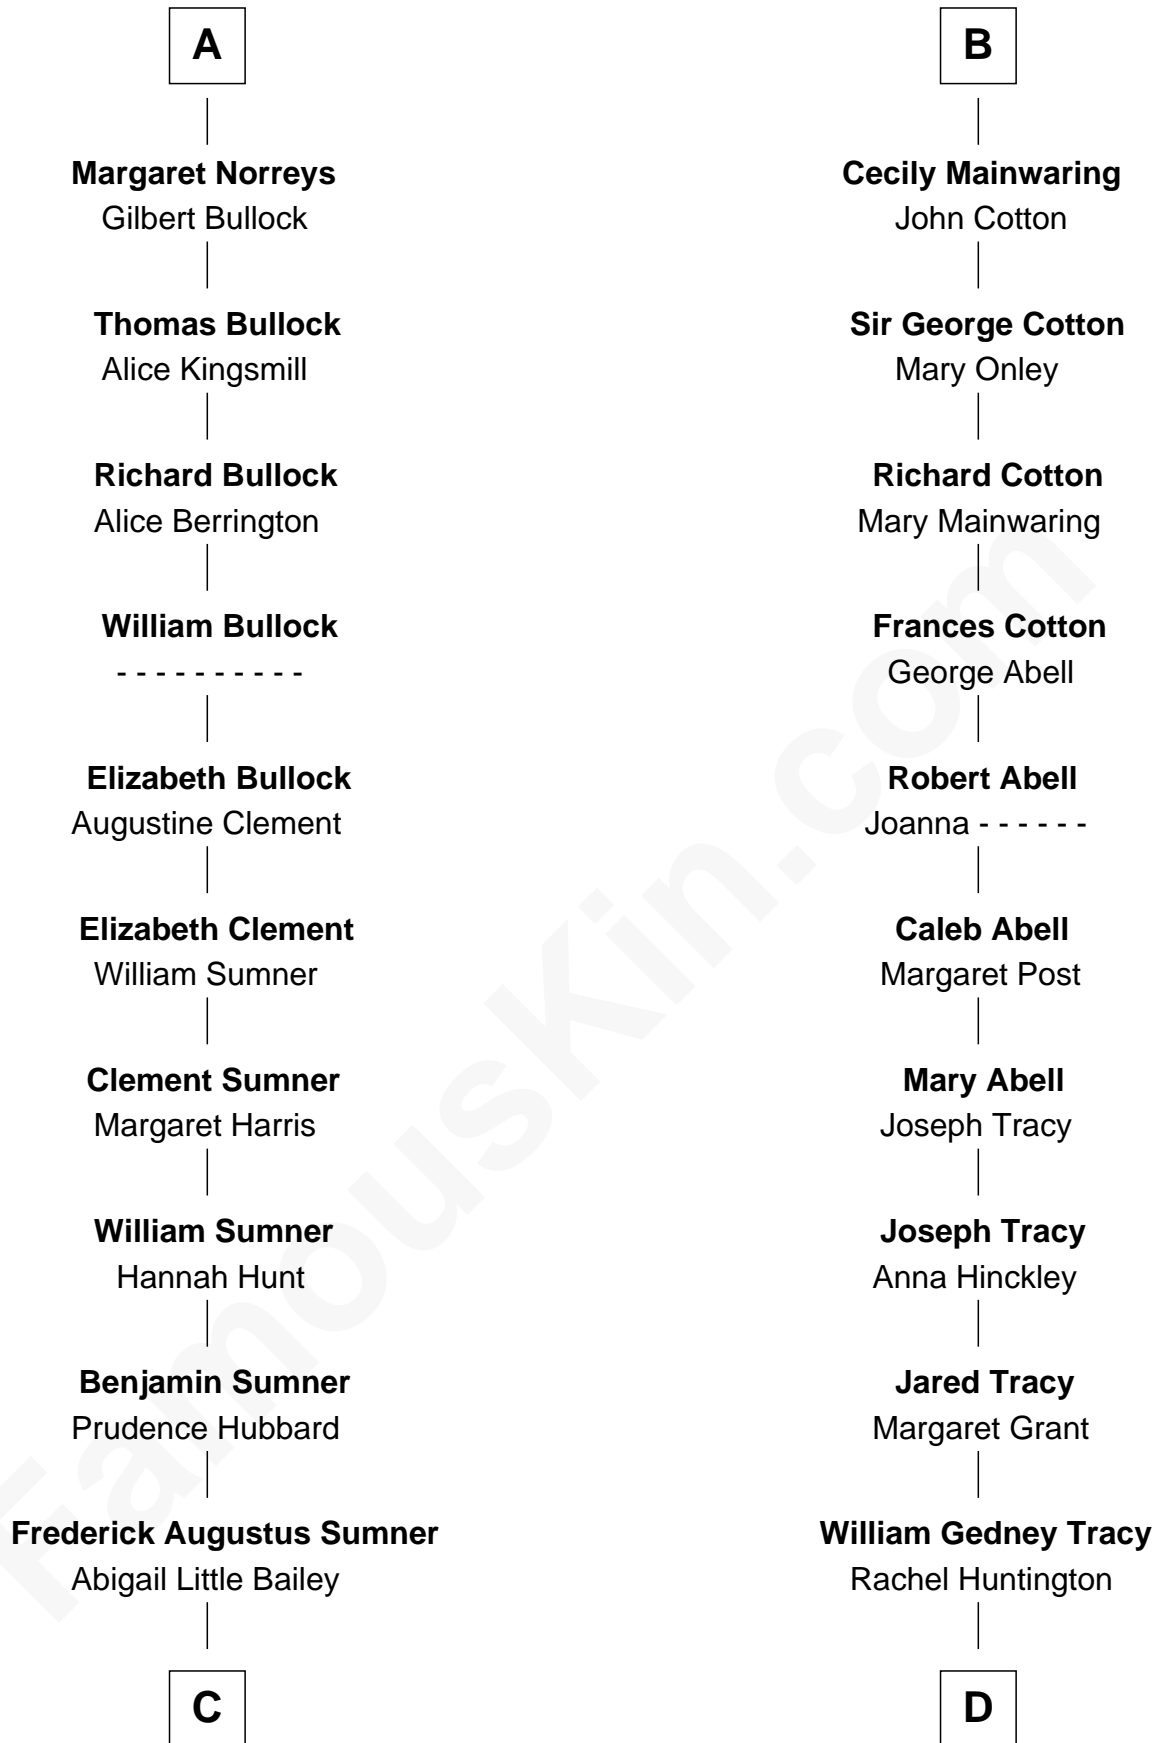 A
Margaret Norreys
Gilbert Bullock
Thomas Bullock
Alice Kingsmill
Richard Bullock
Alice Berrington
William Bullock
- - - - - - - - - -
Elizabeth Bullock
Augustine Clement
Elizabeth Clement
William Sumner
Clement Sumner
Margaret Harris
William Sumner
Hannah Hunt
Benjamin Sumner
Prudence Hubbard
Frederick Augustus Sumner
Abigail Little Bailey
C
B
Cecily Mainwaring
John Cotton
Sir George Cotton
Mary Onley
Richard Cotton
Mary Mainwaring
Frances Cotton
George Abell
Robert Abell
Joanna - - - - - -
Caleb Abell
Margaret Post
Mary Abell
Joseph Tracy
Joseph Tracy
Anna Hinckley
Jared Tracy
Margaret Grant
William Gedney Tracy
Rachel Huntington
D
FamousKin.com